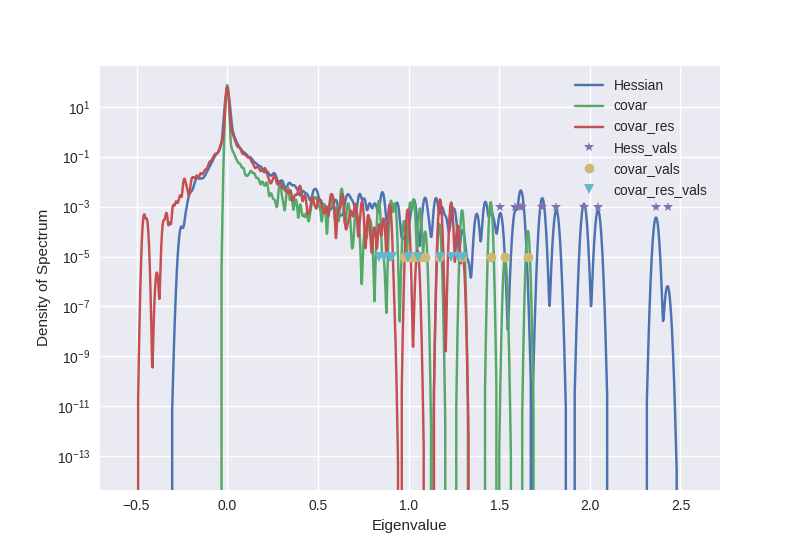 Hessian
covar
covar_res
Hess_vals
covar_vals
covar_res_vals
10¹
10⁻¹
10⁻³
10⁻⁵
10⁻⁷
10⁻⁹
10⁻¹¹
10⁻¹³
Density of Spectrum
−0.5 0.0 0.5 1.0 1.5 2.0 2.5
Eigenvalue